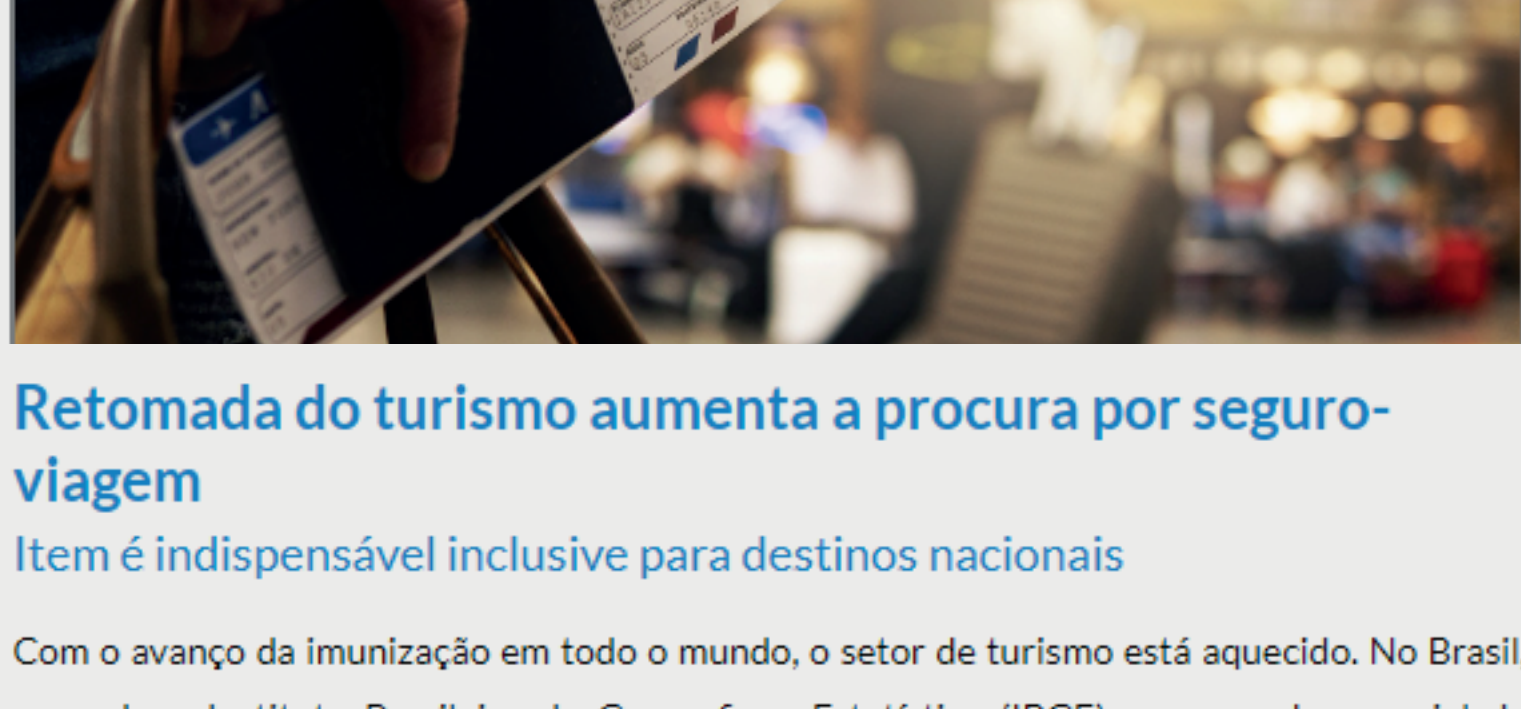 Retomada do turismo aumenta a procura por seguro-
viagem
Item é indispensável inclusive para destinos nacionais
Com o avanço da imunização em todo o mundo, o setor de turismo está aquecido. No Brasil,